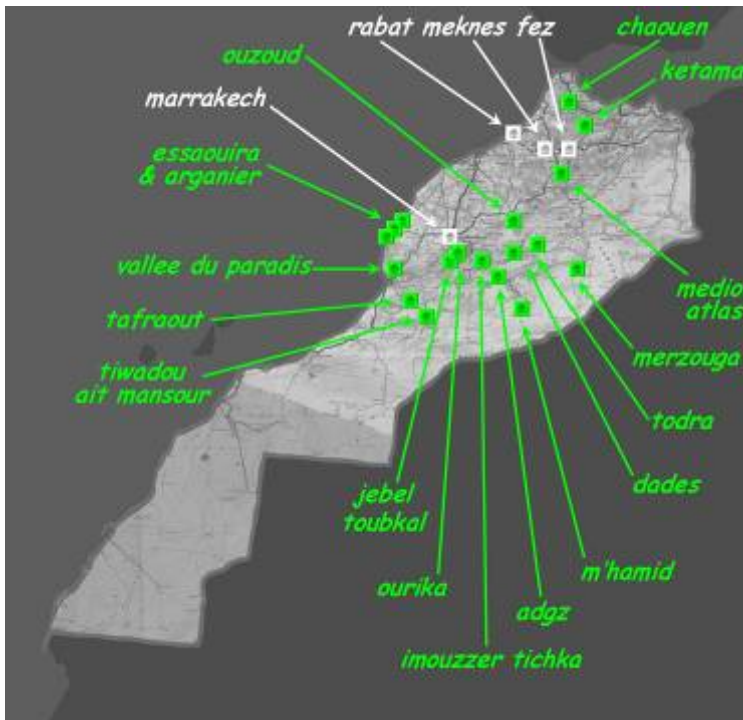 rabat meknes fez
chaouen
ouzoud
ketama
marrakech
essaouira
& arganier
vallee du paradis
medio
atlas
tafraout
merzouga
tiwadou
ait mansour
todra
dades
jebel
toubkal
m'hamid
ourika
adgz
imouzzer tichka